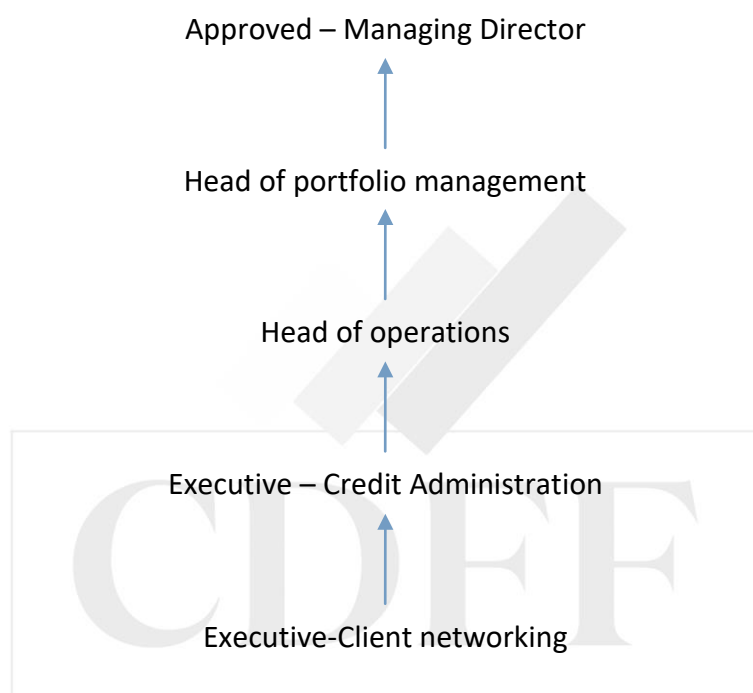 Approved – Managing Director
Head of portfolio management
Head of operations
Executive – Credit Administration
CDFF
Executive-Client networking